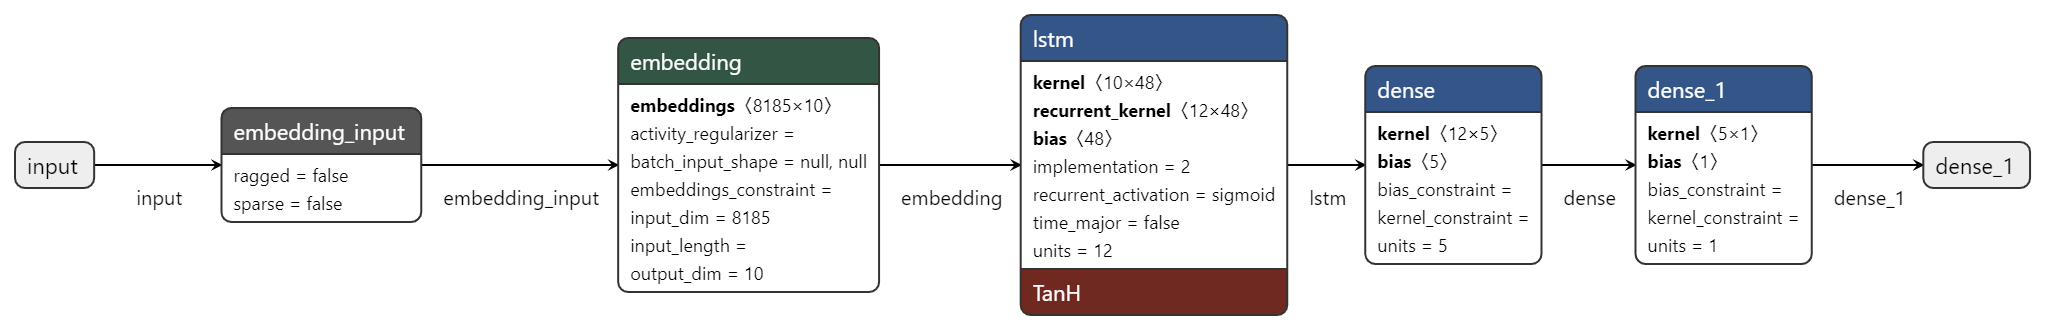 input
input
embedding_input
ragged = false
sparse = false
embedding_input
embedding
embeddings 〈8185×10〉
activity_regularizer =
batch_input_shape = null, null
embeddings_constraint =
input_dim = 8185
input_length =
output_dim = 10
embedding
lstm
kernel 〈10×48〉
recurrent_kernel 〈12×48〉
bias 〈48〉
implementation = 2
recurrent_activation = sigmoid
time_major = false
units = 12
TanH
lstm
dense
kernel 〈12×5〉
bias 〈5〉
bias_constraint =
kernel_constraint =
units = 5
dense
dense_1
kernel 〈5×1〉
bias 〈1〉
bias_constraint =
kernel_constraint =
units = 1
dense_1
dense_1